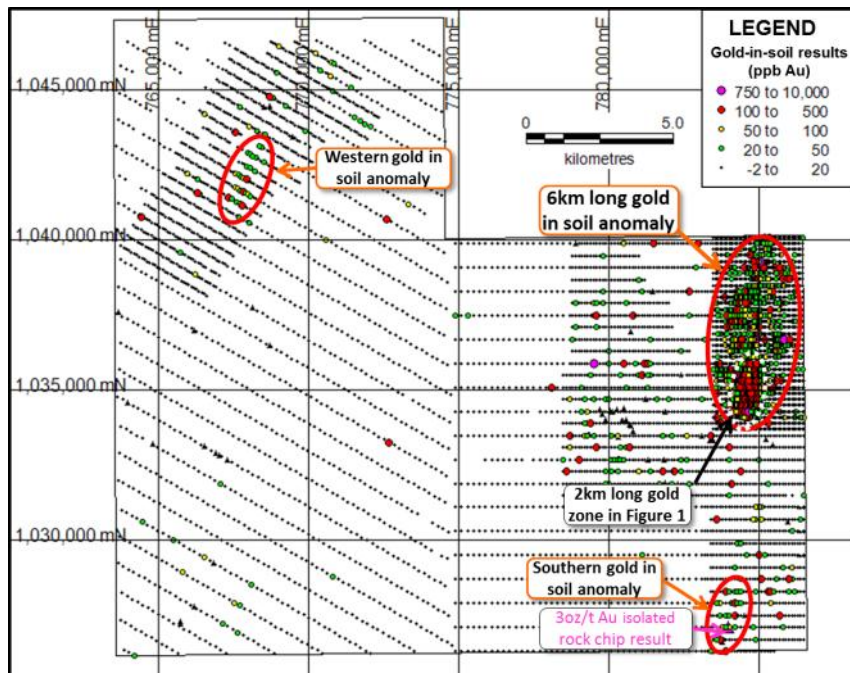 LEGEND
Gold-in-soil results
(ppb Au)
750 to 10,000
100 to 500
50 to 100
20 to 50
-2 to 20
765,000 mE
775,000 mE
780,000 mE
1,045,000 mN
0 5.0
kilometres
Western gold in
soil anomaly
6km long gold
in soil anomaly
1,040,000 mN
1,035,000 mN
2km long gold
zone in Figure 1
1,030,000 mN
Southern gold in
soil anomaly
3oz/t Au isolated
rock chip result